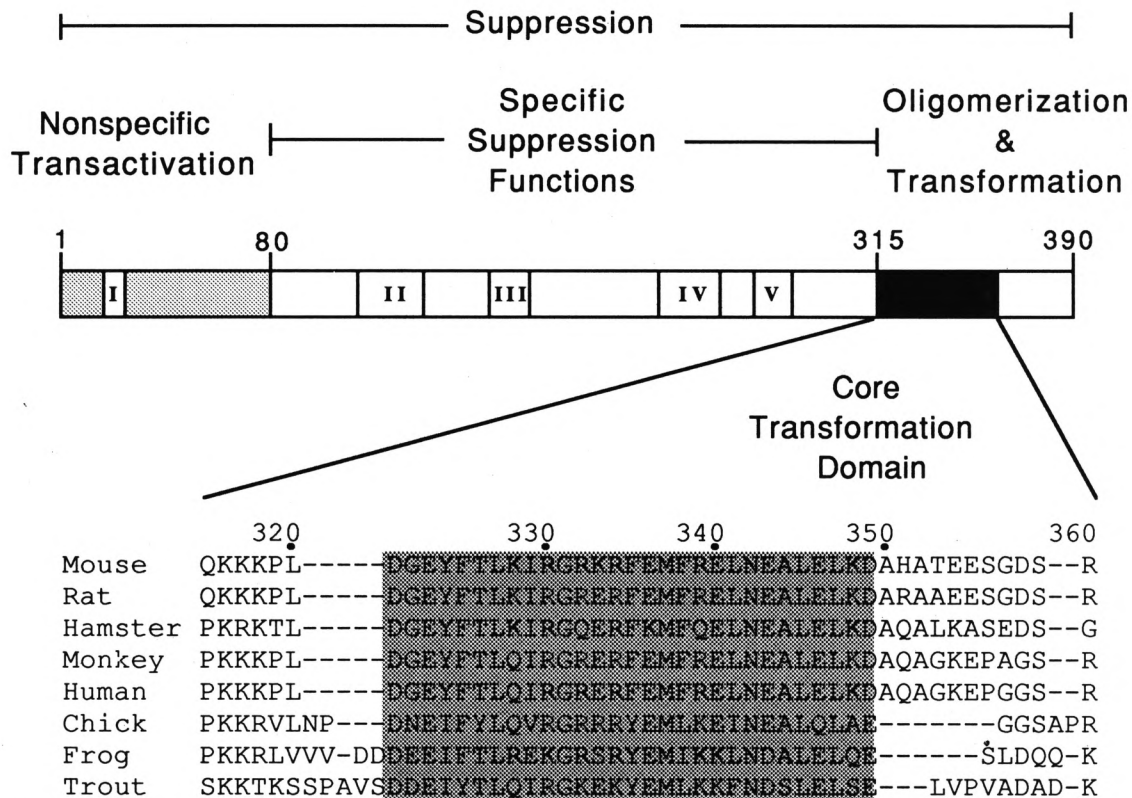 Suppression
Nonspecific
Transactivation
Specific
Suppression
Functions
Oligomerization
&
Transformation
1 80 315 390
I II III IV V
Core
Transformation
Domain
320 330 340 350 360
Mouse QKKKPL-----DGEYFTLKIRGRKRFEMFRELNEALELKDAHATEESGDS--R
Rat QKKKPL-----DGEYFTLKIRGRERFEMFRELNEALELKDARAAEESGDS--R
Hamster PKRKTL-----DGEYFTLKIRGQERFKMFQELNEALELKDAQALKASEDS--G
Monkey PKKKPL-----DGEYFTLQIRGRERFEMFRELNEALELKDAQAGKEPAGS--R
Human PKKKPL-----DGEYFTLQIRGRERFEMFRELNEALELKDAQAGKEPGGS--R
Chick PKKRVLNP---DNEIFYLQVRGRRRYEMLKEINEALQLAE-------GGSAPR
Frog PKKRLVVV-DDDEEIFTLREKGRSRYEMIKKLNDALELQE------SLDQQ-K
Trout SKKTKSSPAVSDDEIYTLQIRGKEKYEMLKKFNDSLELSE---LVPVADAD-K